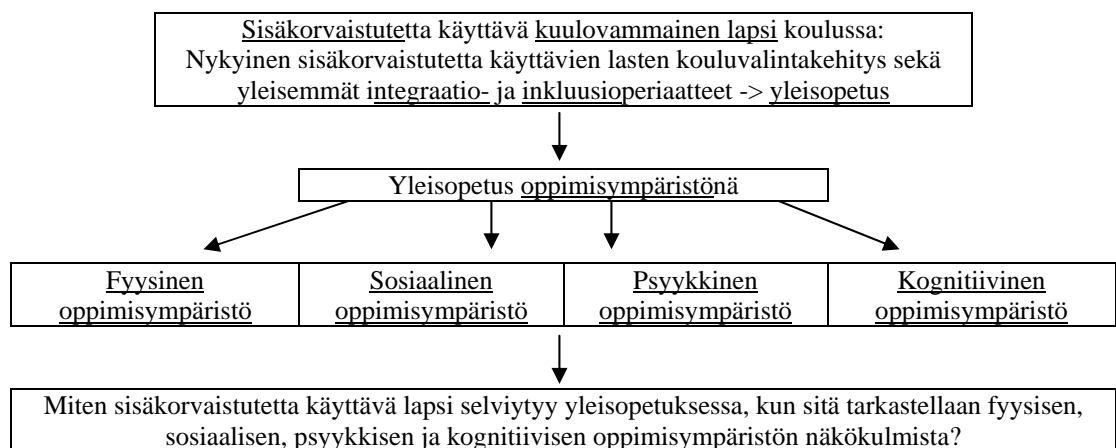 Sisäkorvaistutetta käyttävä kuulovammainen lapsi koulussa:
Nykyinen sisäkorvaistutetta käyttävien lasten kouluvalintakehitys sekä
yleisemmät integraatio- ja inkluusioperiaatteet -> yleisopetus
Yleisopetus oppimisympäristönä
Fyysinen
oppimisympäristö
Sosiaalinen
oppimisympäristö
Psyykkinen
oppimisympäristö
Kognitiivinen
oppimisympäristö
Miten sisäkorvaistutetta käyttävä lapsi selviytyy yleisopetuksessa, kun sitä tarkastellaan fyysisen,
sosiaalisen, psyykkisen ja kognitiivisen oppimisympäristön näkökulmista?